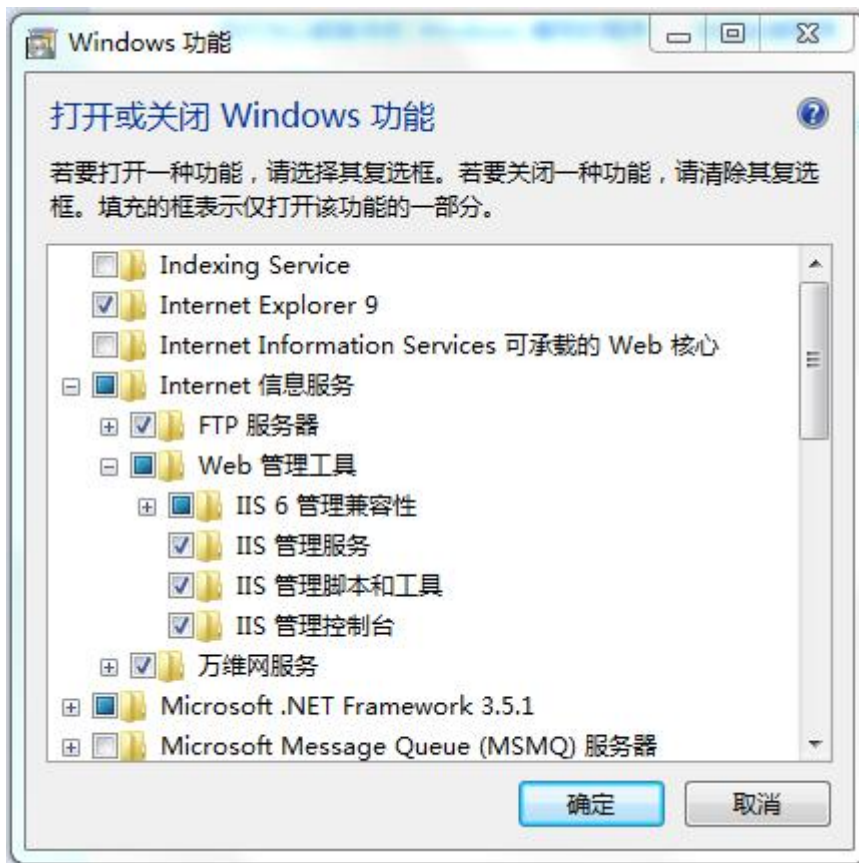 Windows 功能
打开或关闭 Windows 功能
若要打开一种功能，请选择其复选框。若要关闭一种功能，请清除其复选
框。填充的框表示仅打开该功能的一部分。
Indexing Service
Internet Explorer 9
Internet Information Services 可承载的 Web 核心
Internet 信息服务
FTP 服务器
Web 管理工具
IIS 6 管理兼容性
IIS 管理服务
IIS 管理脚本和工具
IIS 管理控制台
万维网服务
Microsoft .NET Framework 3.5.1
Microsoft Message Queue (MSMQ) 服务器
确定 取消